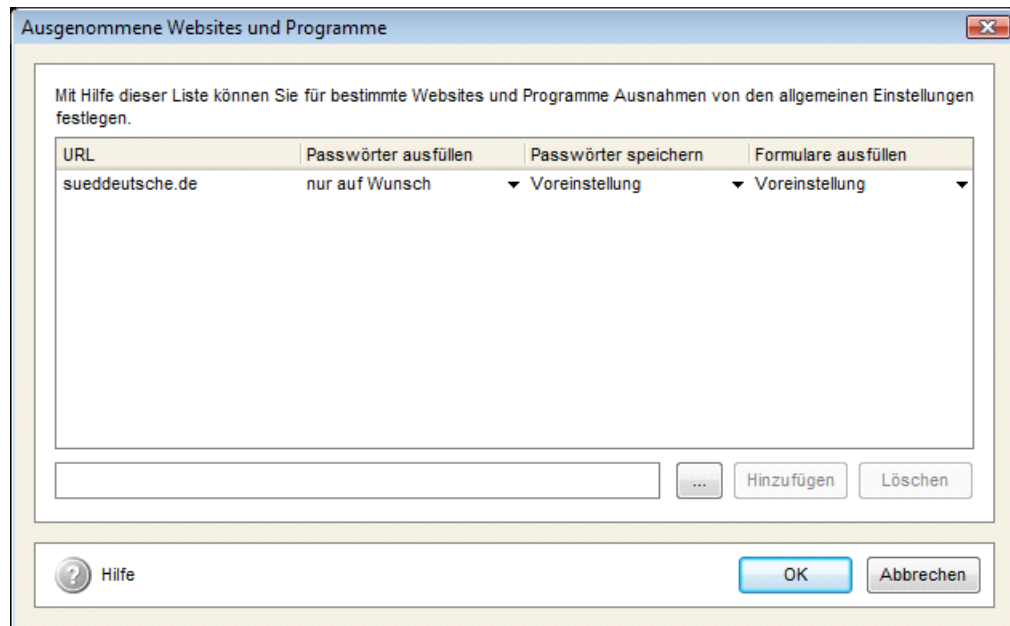 Ausgenommene Websites und Programme
Mit Hilfe dieser Liste können Sie für bestimmte Websites und Programme Ausnahmen von den allgemeinen Einstellungen
festlegen.
URL Passwörter ausfüllen Passwörter speichern Formulare ausfüllen
sueddeutsche.de nur auf Wunsch Voreinstellung Voreinstellung
... Hinzufügen Löschen
? Hilfe OK Abbrechen